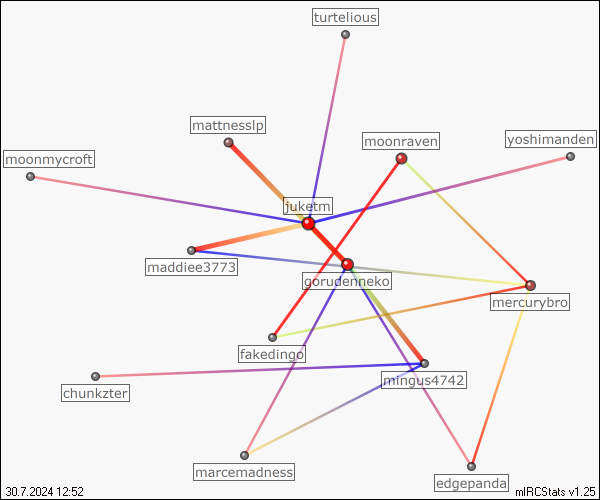 turtelious
mattnesslp
moonraven
yoshimanden
moonmycroft
juketm
maddiee3773
gorudenneko
mercurybro
fakedingo
mingus4742
chunkzter
marcemadness
edgepanda
30.7.2024 12:52
mIRCStats v1.25